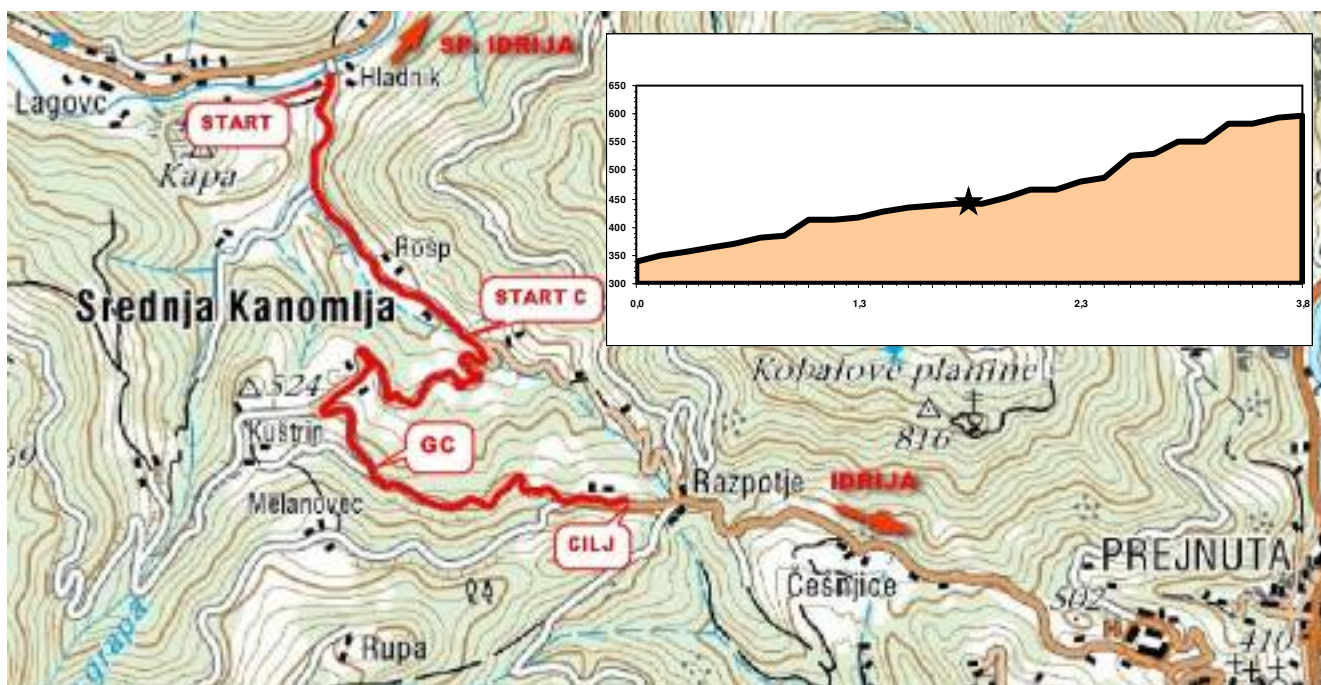 SP. IDRIJA
Hladnik
Lagovc
START
Kapa
Rošp
START C
Srednja Kanomlja
524
Kuštrin
GC
Melanovec
Razpotje
IDRIJA
CILJ
Kobalove planine
816
PREJNUTA
Češnjice
502
410
Rupa
grapa
650
600
550
500
450
400
350
300
0,0
1,3
2,3
3,8